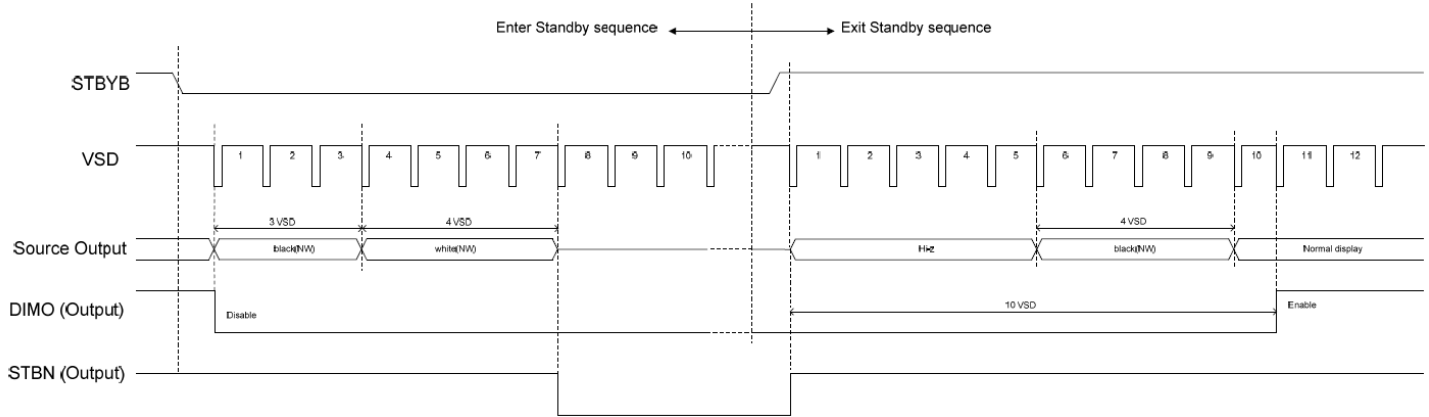 Enter Standby sequence
Exit Standby sequence
STBYB
VSD
1 2 3 4 5 6 7 8 9 10 1 2 3 4 5 6 7 8 9 10 11 12
3 VSD 4 VSD 4 VSD
Source Output
black(NW) white(NW) Hi-z black(NW) Normal display
DIMO (Output)
Disable 10 VSD Enable
STBN (Output)